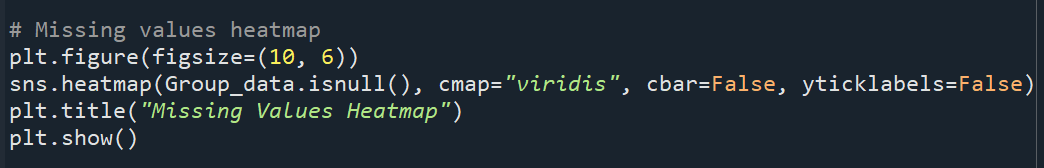 # Missing values heatmap
plt.figure(figsize=(10, 6))
sns.heatmap(Group_data.isnull(), cmap="viridis", cbar=False, yticklabels=False)
plt.title("Missing Values Heatmap")
plt.show()